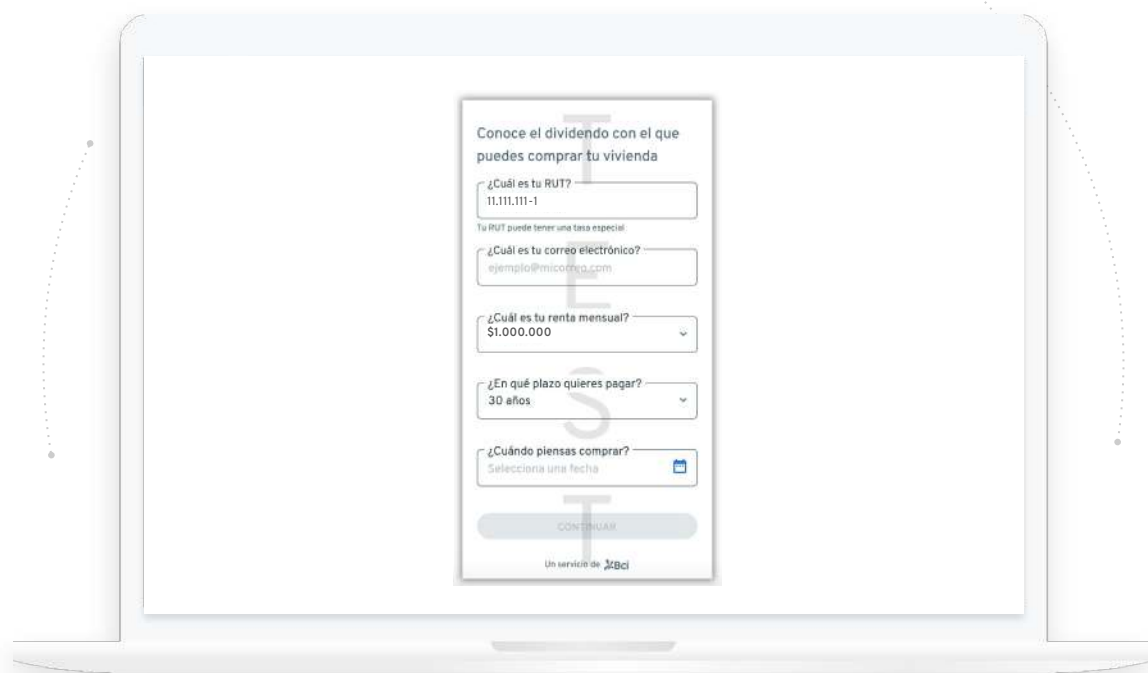 Conoce el dividendo con el que
puedes comprar tu vivienda
¿Cuál es tu RUT?
11.111.111-1
Tu RUT puede tener una tasa especial
¿Cuál es tu correo electrónico?
ejemplo@micorreo.com
¿Cuál es tu renta mensual?
$1.000.000
¿En qué plazo quieres pagar?
30 años
¿Cuándo piensas comprar?
Selecciona una fecha
CONTINUAR
Un servicio de Bci
TEST